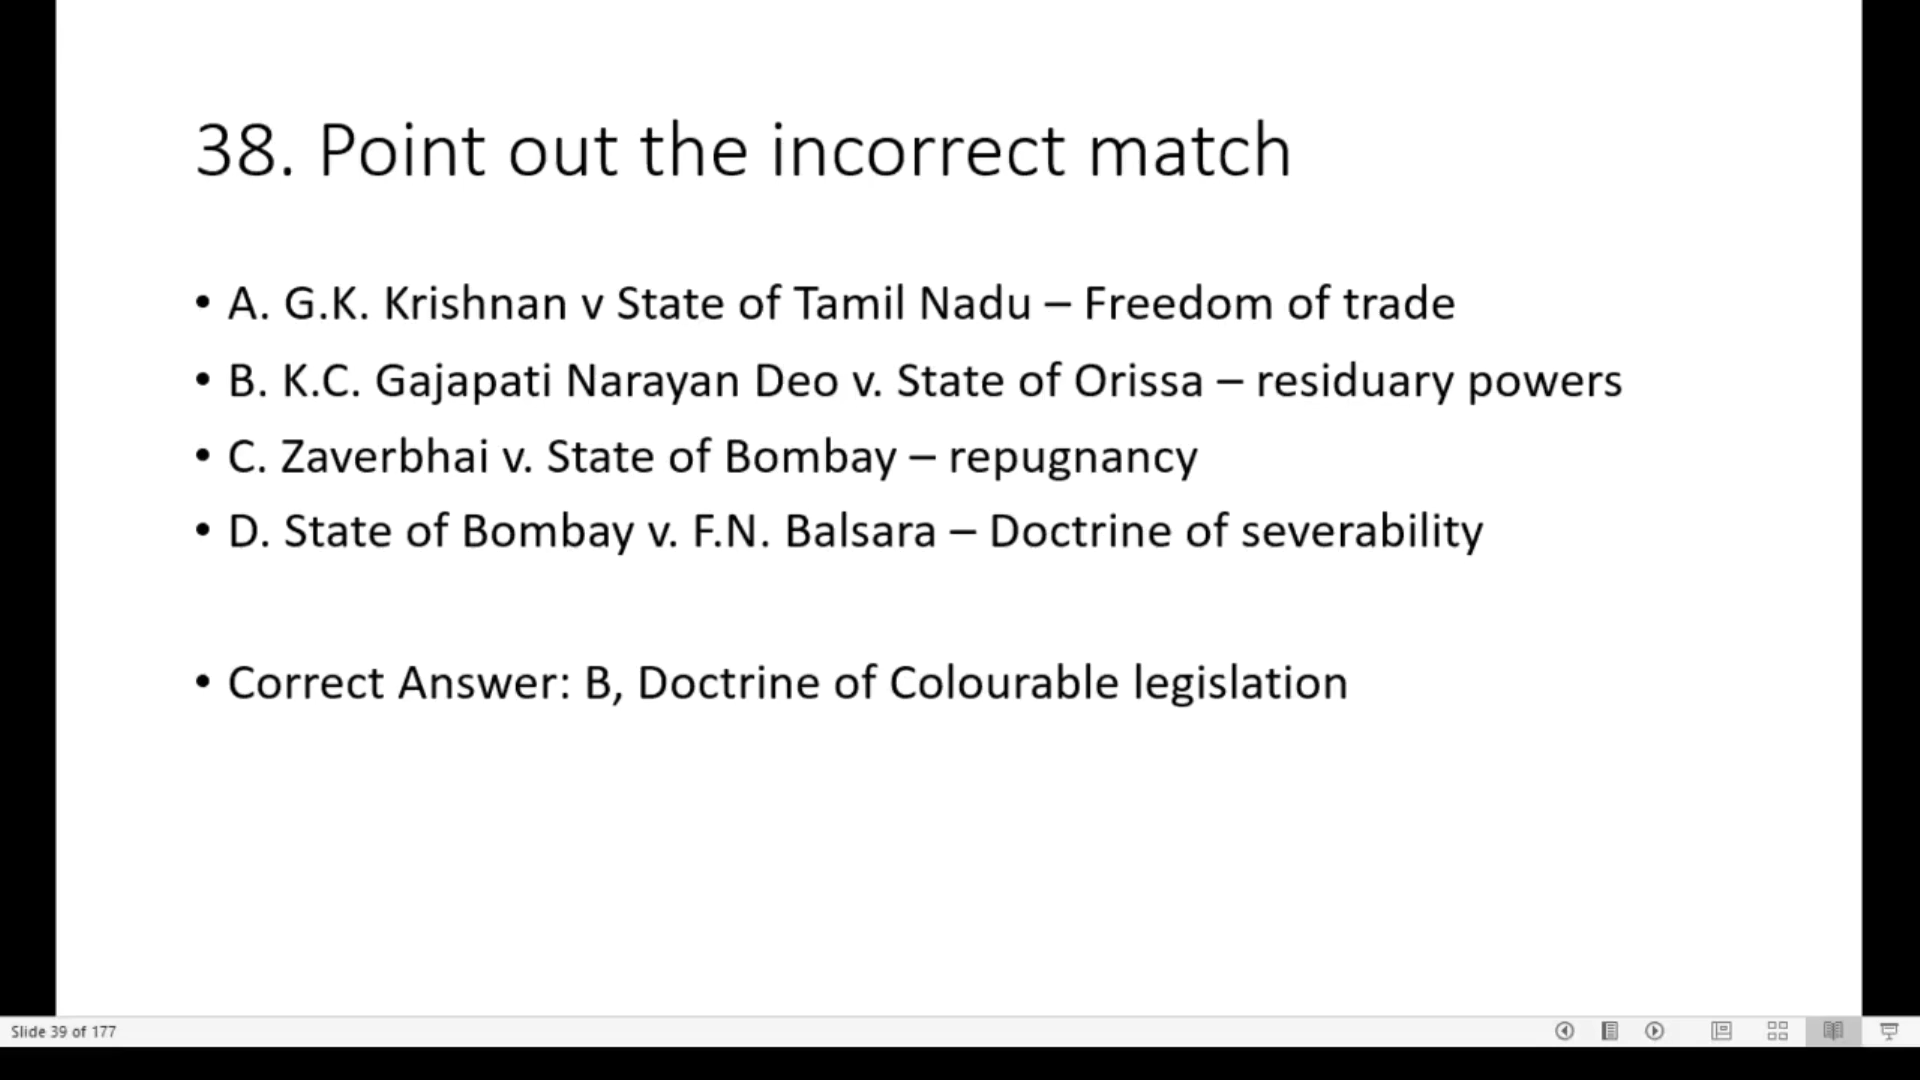 38. Point out the incorrect match
• A. G.K. Krishnan v State of Tamil Nadu – Freedom of trade
• B. K.C. Gajapati Narayan Deo v. State of Orissa – residuary powers
• C. Zaverbhai v. State of Bombay – repugnancy
• D. State of Bombay v. F.N. Balsara – Doctrine of severability
• Correct Answer: B, Doctrine of Colourable legislation
Slide 39 of 177